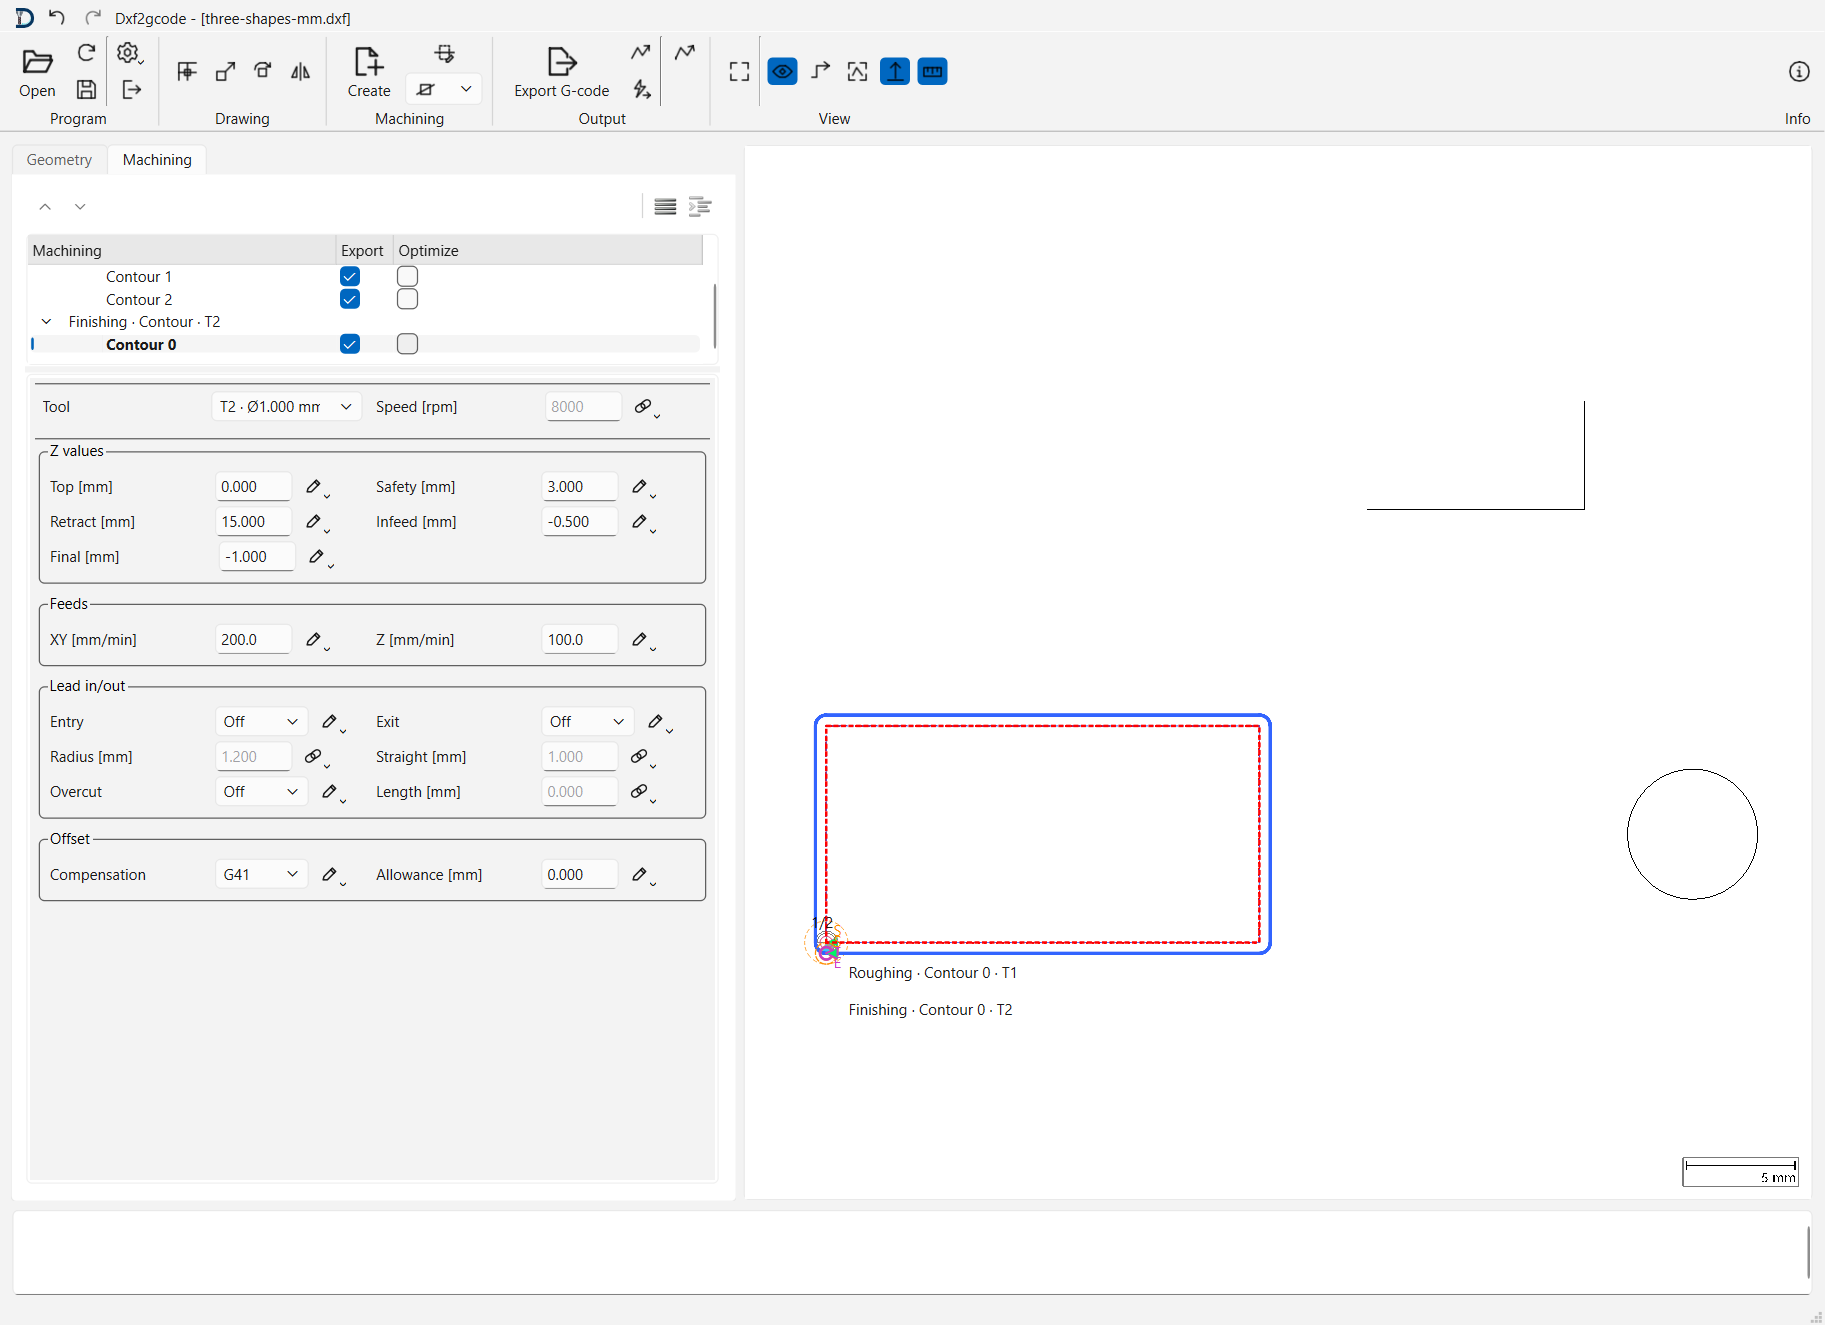 Dxf2gcode - [three-shapes-mm.dxf]
Open
Create
Export G-code
Program
Drawing
Machining
Output
View
Info
Geometry
Machining
Machining
Export
Optimize
Contour 1
Contour 2
Finishing · Contour · T2
Contour 0
Tool
T2 · Ø1.000 mm
Speed [rpm]
8000
Z values
Top [mm]
0.000
Safety [mm]
3.000
Retract [mm]
15.000
Infeed [mm]
-0.500
Final [mm]
-1.000
Feeds
XY [mm/min]
200.0
Z [mm/min]
100.0
Lead in/out
Entry
Off
Exit
Off
Radius [mm]
1.200
Straight [mm]
1.000
Overcut
Off
Length [mm]
0.000
Offset
Compensation
G41
Allowance [mm]
0.000
1/2
S
E
Roughing · Contour 0 · T1
Finishing · Contour 0 · T2
5 mm